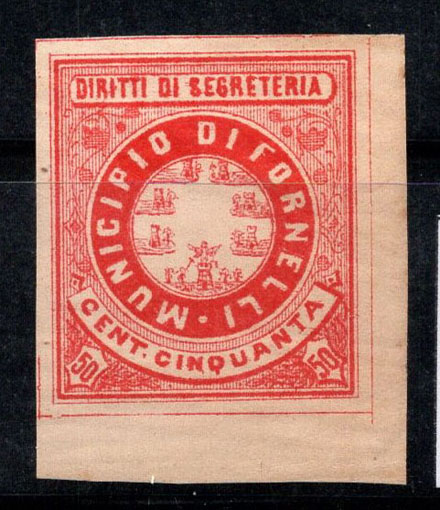 DIRITTI DI SEGRETERIA
MUNICIPIO DI FORNELLI ·
CENT. CINQUANTA
50 50